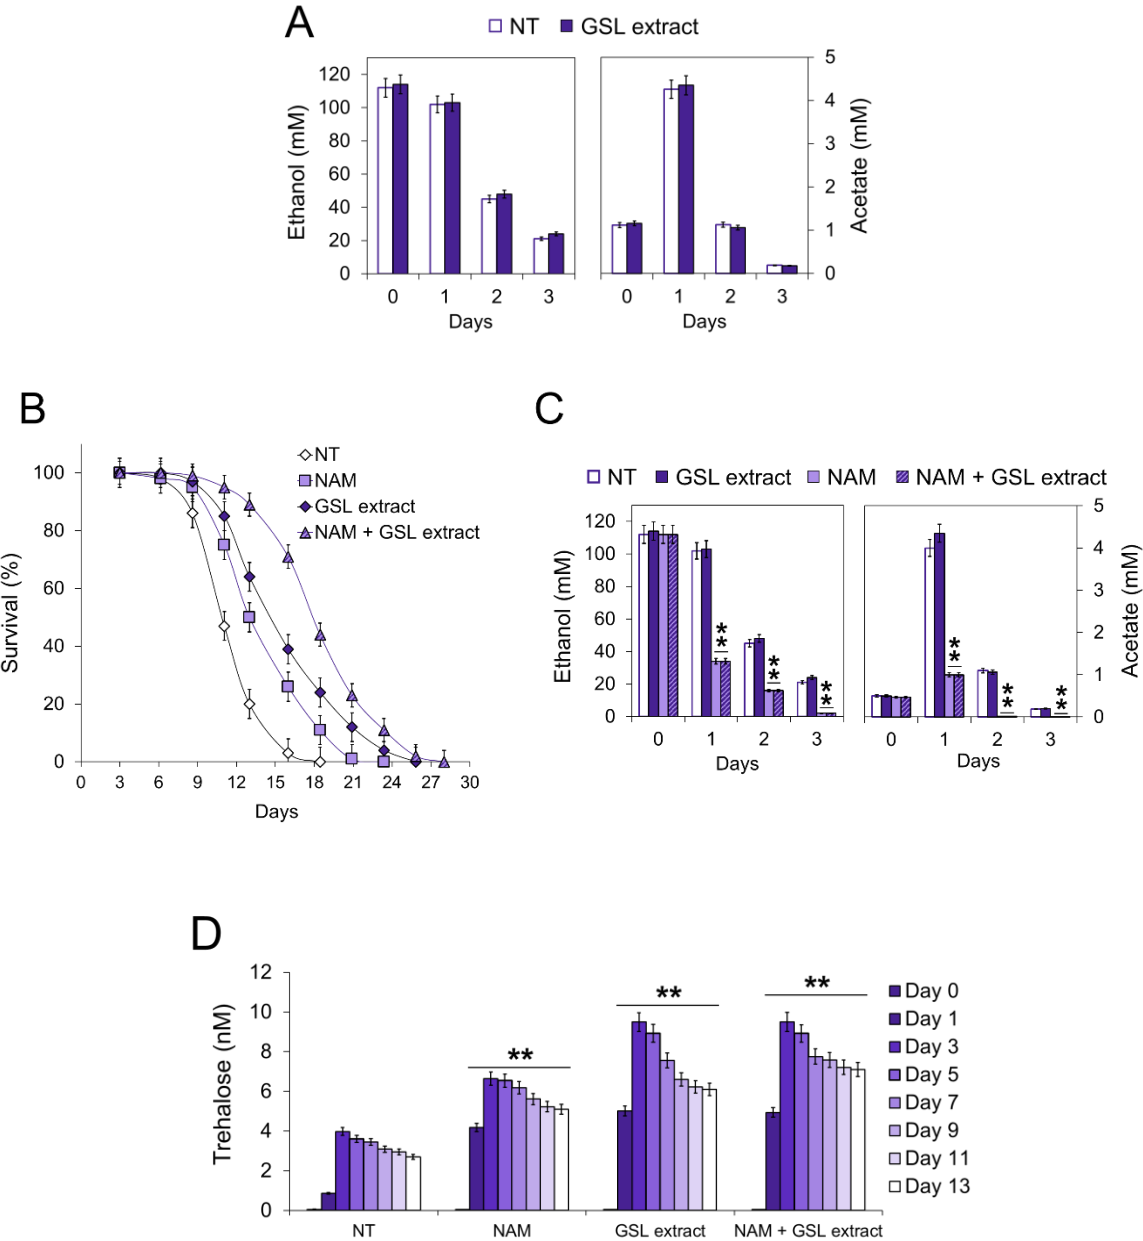 A
NT GSL extract
Ethanol (mM)
120
100
80
60
40
20
0
0 1 2 3
Days
5
4
3
2
1
0
Acetate (mM)
0 1 2 3
Days
B
Survival (%)
100
80
60
40
20
0
NT
NAM
GSL extract
NAM + GSL extract
0 3 6 9 12 15 18 21 24 27 30
Days
C
NT GSL extract NAM NAM + GSL extract
Ethanol (mM)
120
100
80
60
40
20
0
**
**
**
0 1 2 3
Days
5
4
3
2
1
0
Acetate (mM)
**
**
**
0 1 2 3
Days
D
Trehalose (nM)
12
10
8
6
4
2
0
**
**
**
NT NAM GSL extract NAM + GSL extract
Day 0
Day 1
Day 3
Day 5
Day 7
Day 9
Day 11
Day 13